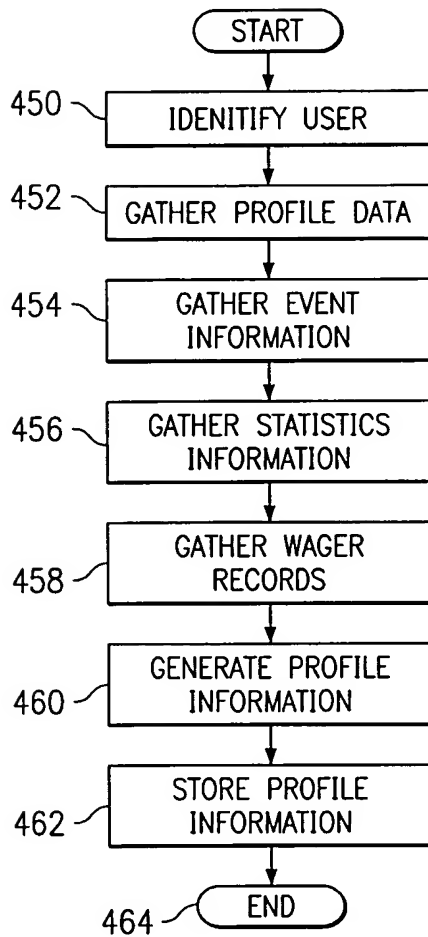 START
450
IDENITIFY USER
452
GATHER PROFILE DATA
454
GATHER EVENT
INFORMATION
456
GATHER STATISTICS
INFORMATION
458
GATHER WAGER
RECORDS
460
GENERATE PROFILE
INFORMATION
462
STORE PROFILE
INFORMATION
464
END